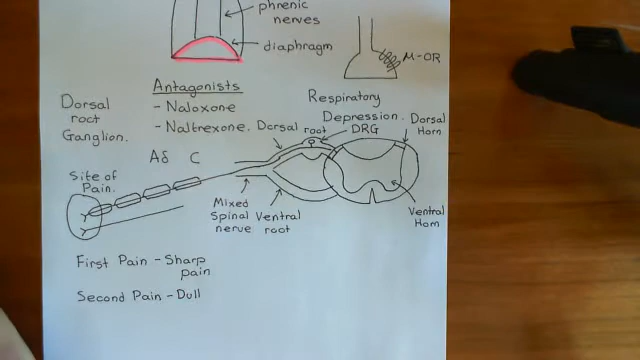 phrenic
nerves
diaphragm
M-OR
Antagonists
- Naloxone
- Naltrexone.
Respiratory
Depression.
Dorsal
root
Ganglion.
Dorsal root
DRG
Dorsal
Horn.
Aδ C
Site of
Pain.
Mixed
Spinal
nerve
Ventral
root
Ventral
Horn
First Pain - Sharp
pain
Second Pain - Dull